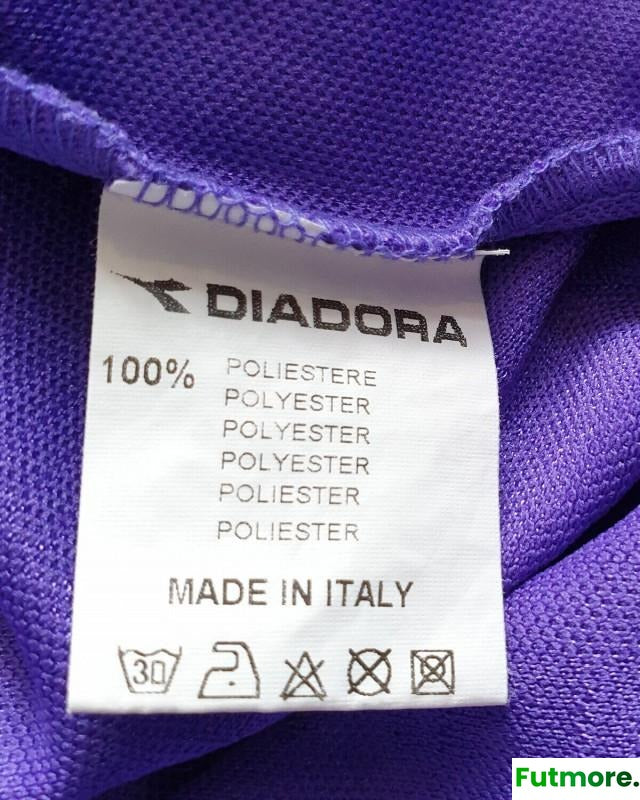 DIADORA
100% POLIESTERE
POLYESTER
POLYESTER
POLYESTER
POLIESTER
POLIESTER
MADE IN ITALY
30
Futmore.